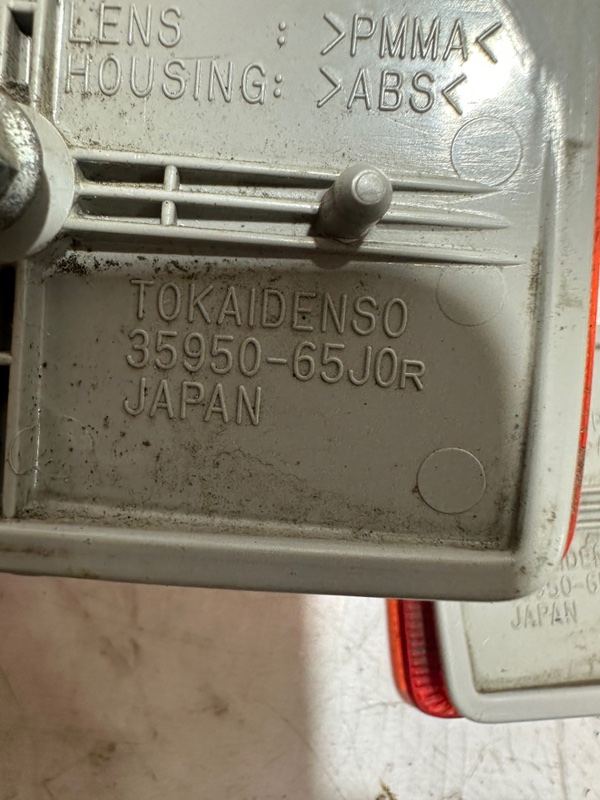 LENS : >PMMA<
HOUSING: >ABS<
TOKAIDENSO
35950-65J0R
JAPAN
JAPAN